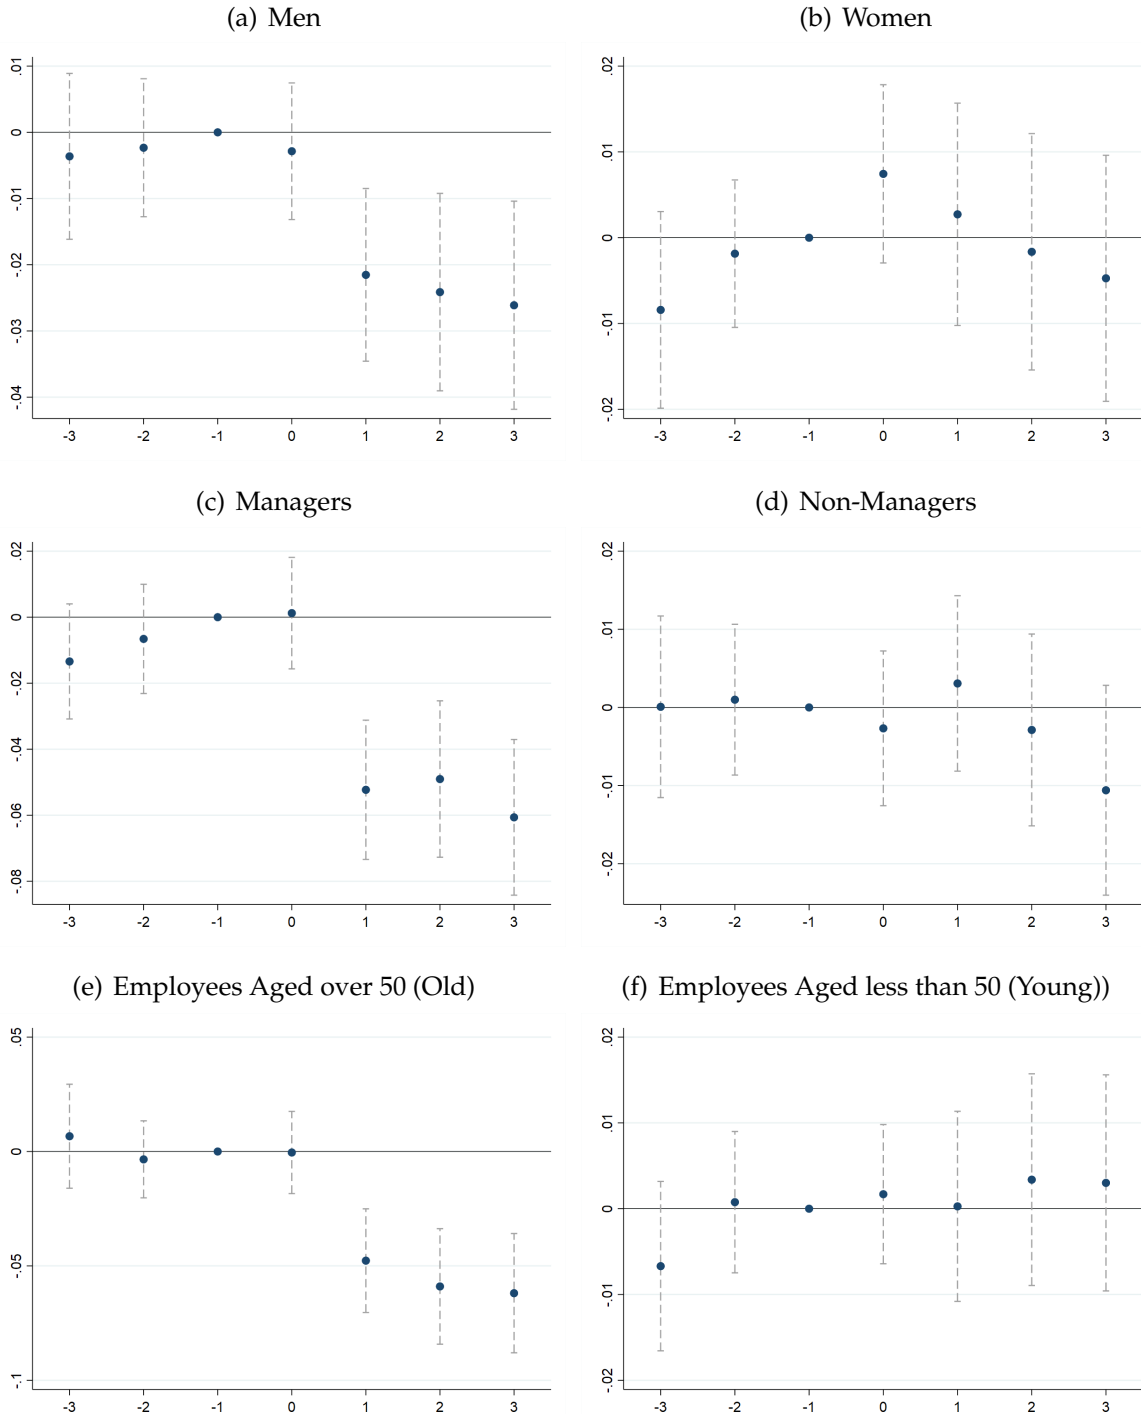 (a) Men
.01
0
-.01
-.02
-.03
-.04
-3 -2 -1 0 1 2 3
(b) Women
.02
.01
0
-.01
-.02
-3 -2 -1 0 1 2 3
(c) Managers
.02
0
-.02
-.04
-.06
-.08
-3 -2 -1 0 1 2 3
(d) Non-Managers
.02
.01
0
-.01
-.02
-3 -2 -1 0 1 2 3
(e) Employees Aged over 50 (Old)
.05
0
-.05
-.1
-3 -2 -1 0 1 2 3
(f) Employees Aged less than 50 (Young))
.02
.01
0
-.01
-.02
-3 -2 -1 0 1 2 3